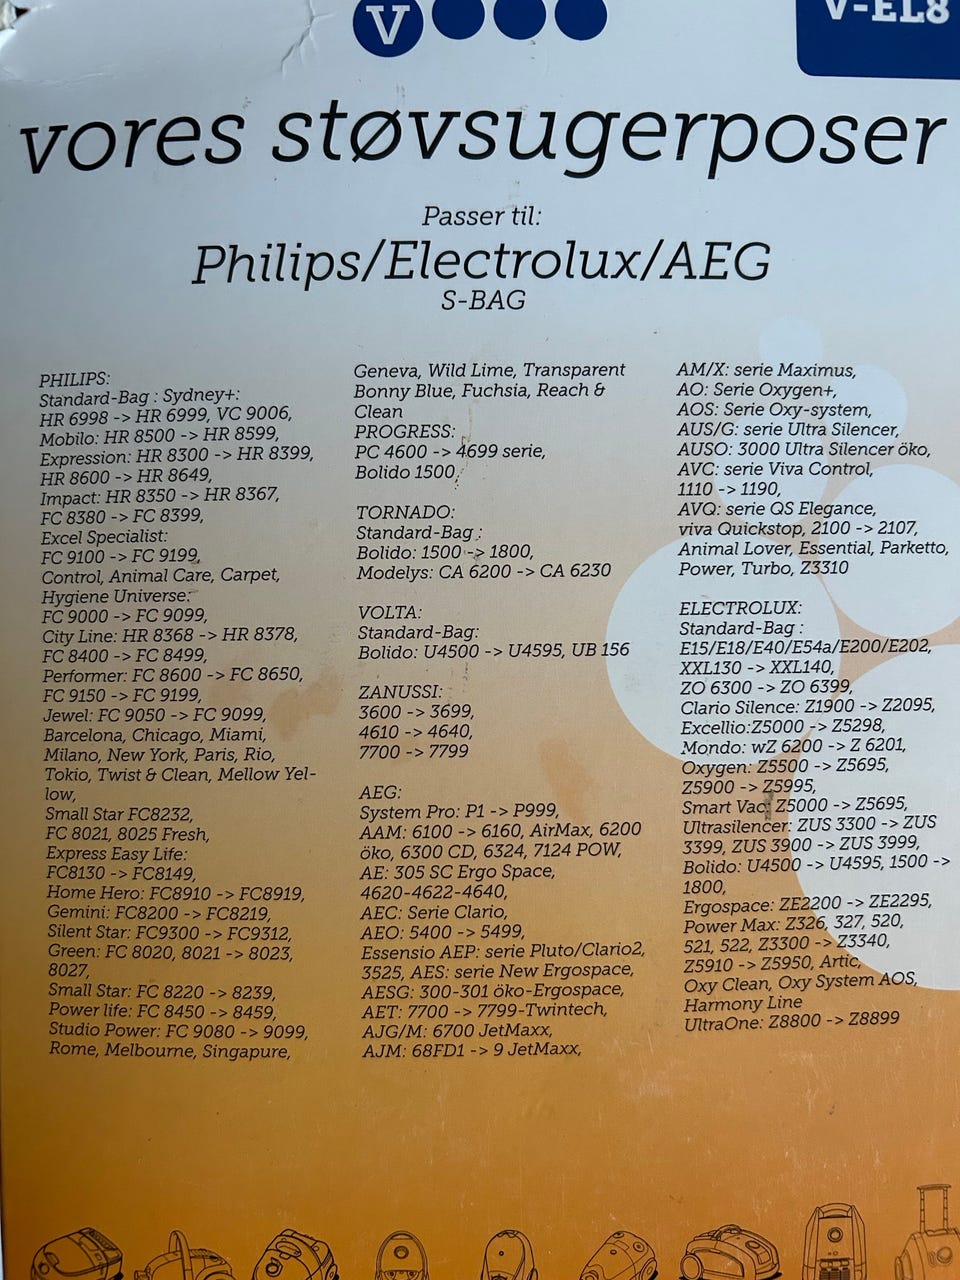 V
V-EL8
vores støvsugerposer
Passer til:
Philips/Electrolux/AEG
S-BAG
PHILIPS:
Standard-Bag : Sydney+:
HR 6998 -> HR 6999, VC 9006,
Mobilo: HR 8500 -> HR 8599,
Expression: HR 8300 -> HR 8399,
HR 8600 -> HR 8649,
Impact: HR 8350 -> HR 8367,
FC 8380 -> FC 8399,
Excel Specialist:
FC 9100 -> FC 9199,
Control, Animal Care, Carpet,
Hygiene Universe:
FC 9000 -> FC 9099,
City Line: HR 8368 -> HR 8378,
FC 8400 -> FC 8499,
Performer: FC 8600 -> FC 8650,
FC 9150 -> FC 9199,
Jewel: FC 9050 -> FC 9099,
Barcelona, Chicago, Miami,
Milano, New York, Paris, Rio,
Tokio, Twist & Clean, Mellow Yel-
low,
Small Star FC8232,
FC 8021, 8025 Fresh,
Express Easy Life:
FC8130 -> FC8149,
Home Hero: FC8910 -> FC8919,
Gemini: FC8200 -> FC8219,
Silent Star: FC9300 -> FC9312,
Green: FC 8020, 8021 -> 8023,
8027,
Small Star: FC 8220 -> 8239,
Power life: FC 8450 -> 8459,
Studio Power: FC 9080 -> 9099,
Rome, Melbourne, Singapure,
Geneva, Wild Lime, Transparent
Bonny Blue, Fuchsia, Reach &
Clean
PROGRESS:
PC 4600 -> 4699 serie,
Bolido 1500,
TORNADO:
Standard-Bag :
Bolido: 1500 -> 1800,
Modelys: CA 6200 -> CA 6230
VOLTA:
Standard-Bag:
Bolido: U4500 -> U4595, UB 156
ZANUSSI:
3600 -> 3699,
4610 -> 4640,
7700 -> 7799
AEG:
System Pro: P1 -> P999,
AAM: 6100 -> 6160, AirMax, 6200
öko, 6300 CD, 6324, 7124 POW,
AE: 305 SC Ergo Space,
4620-4622-4640,
AEC: Serie Clario,
AEO: 5400 -> 5499,
Essensio AEP: serie Pluto/Clario2,
3525, AES: serie New Ergospace,
AESG: 300-301 öko-Ergospace,
AET: 7700 -> 7799-Twintech,
AJG/M: 6700 JetMaxx,
AJM: 68FD1 -> 9 JetMaxx,
AM/X: serie Maximus,
AO: Serie Oxygen+,
AOS: Serie Oxy-system,
AUS/G: serie Ultra Silencer,
AUSO: 3000 Ultra Silencer öko,
AVC: serie Viva Control,
1110 -> 1190,
AVQ: serie QS Elegance,
viva Quickstop, 2100 -> 2107,
Animal Lover, Essential, Parketto,
Power, Turbo, Z3310
ELECTROLUX:
Standard-Bag :
E15/E18/E40/E54a/E200/E202,
XXL130 -> XXL140,
ZO 6300 -> ZO 6399,
Clario Silence: Z1900 -> Z2095,
Excellio:Z5000 -> Z5298,
Mondo: wZ 6200 -> Z 6201,
Oxygen: Z5500 -> Z5695,
Z5900 -> Z5995,
Smart Vac: Z5000 -> Z5695,
Ultrasilencer: ZUS 3300 -> ZUS
3399, ZUS 3900 -> ZUS 3999,
Bolido: U4500 -> U4595, 1500 ->
1800,
Ergospace: ZE2200 -> ZE2295,
Power Max: Z326, 327, 520,
521, 522, Z3300 -> Z3340,
Z5910 -> Z5950, Artic,
Oxy Clean, Oxy System AOS,
Harmony Line
UltraOne: Z8800 -> Z8899